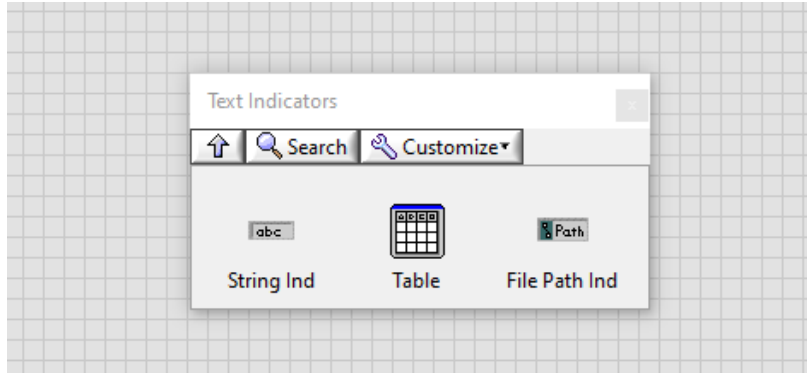 Text Indicators
Search Customize
abc Path
String Ind Table File Path Ind